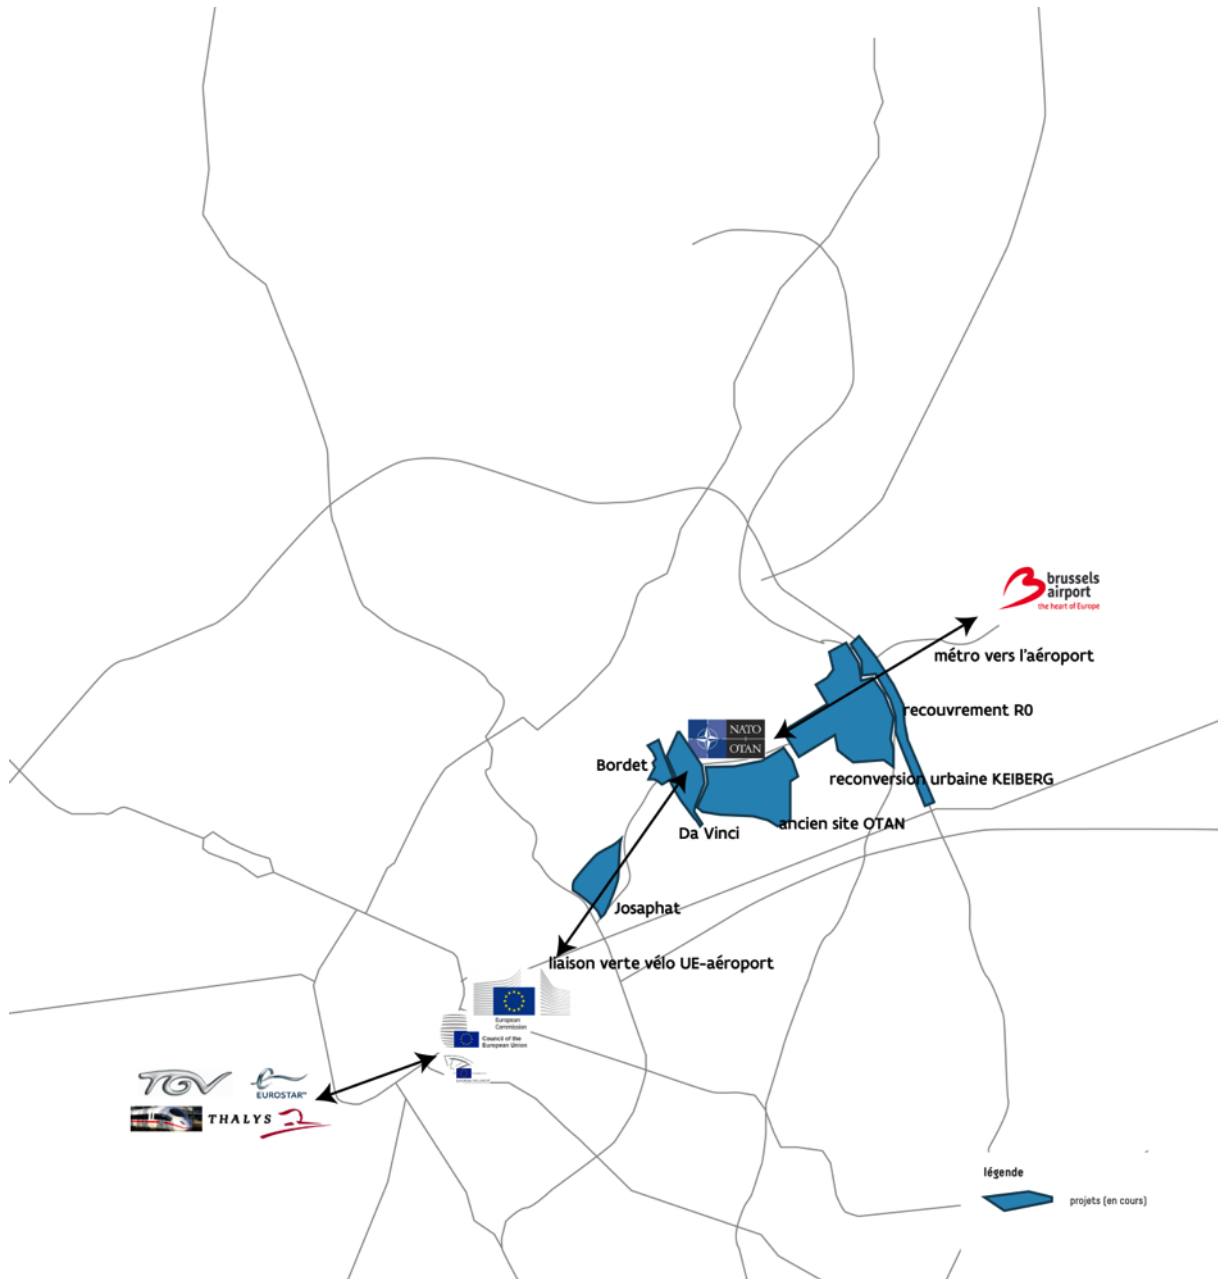 brussels
airport
the heart of Europe
métro vers l'aéroport
recouvrement R0
NATO
OTAN
Bordet
reconversion urbaine KEIBERG
ancien site OTAN
Da Vinci
Josaphat
liaison verte vélo UE-aéroport
European
Commission
Council of the
European Union
TGV
EUROSTAR
THALYS
légende
projets (en cours)